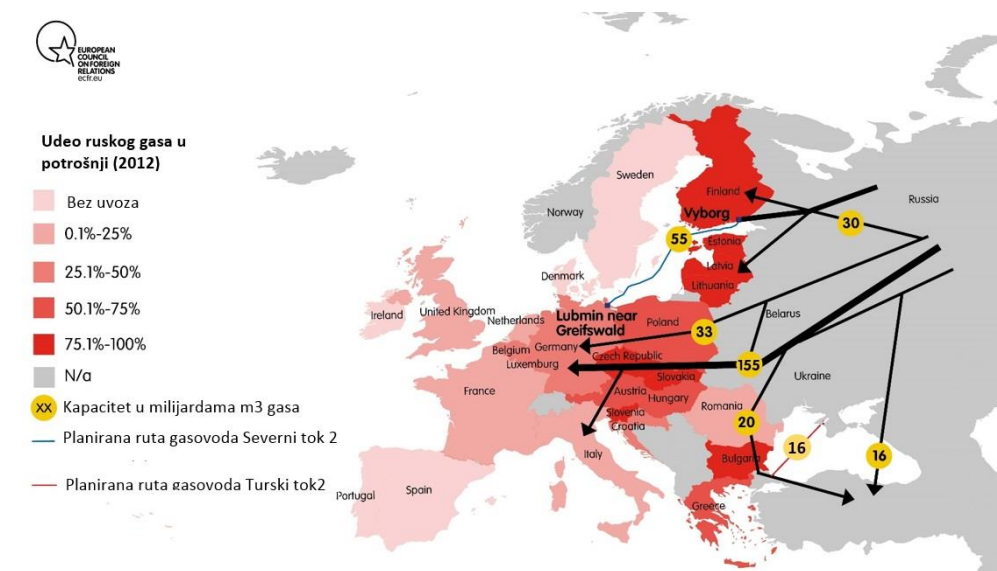 EUROPEAN
COUNCIL
ON FOREIGN
RELATIONS
ecfr.eu
Udeo ruskog gasa u
potrošnji (2012)
Bez uvoza
0.1%-25%
25.1%-50%
50.1%-75%
75.1%-100%
N/a
XX Kapacitet u milijardama m3 gasa
Planirana ruta gasovoda Severni tok 2
Planirana ruta gasovoda Turski tok2
Sweden
Finland
Russia
Norway
Vyborg
30
55
Estonia
Latvia
Denmark
Lithuania
Ireland
United Kingdom
Netherlands
Lubmin near
Greifswald
Poland
33
Belarus
Belgium
Germany
Luxemburg
Czech Republic
155
Slovakia
Ukraine
France
Austria
Hungary
Romania
Slovenia
Croatia
20
16
16
Italy
Bulgaria
Portugal
Spain
Greece